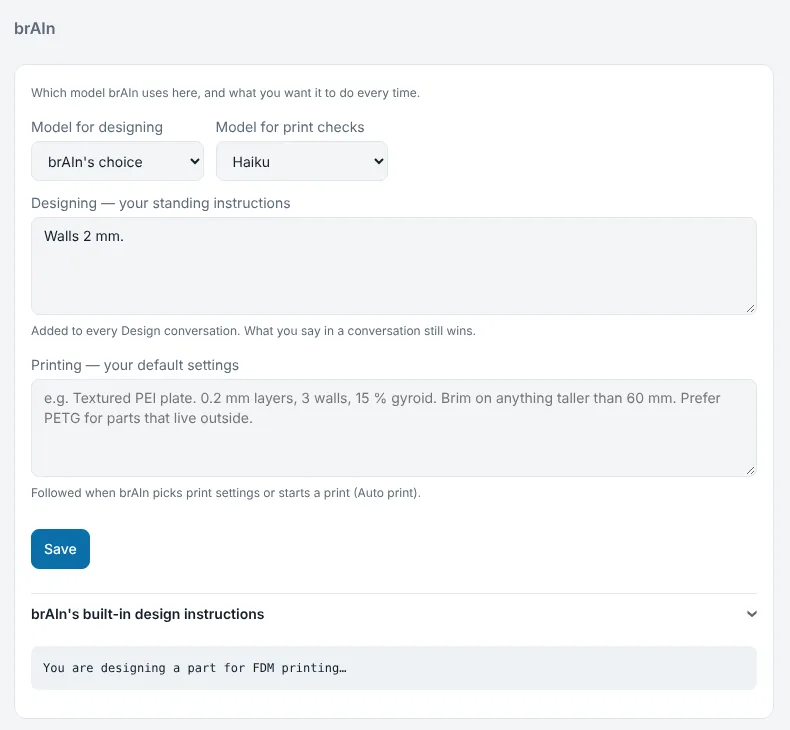 brAIn
Which model brAIn uses here, and what you want it to do every time.
Model for designing
Model for print checks
brAIn's choice
Haiku
Designing — your standing instructions
Walls 2 mm.
Added to every Design conversation. What you say in a conversation still wins.
Printing — your default settings
e.g. Textured PEI plate. 0.2 mm layers, 3 walls, 15 % gyroid. Brim on anything taller than 60 mm. Prefer
PETG for parts that live outside.
Followed when brAIn picks print settings or starts a print (Auto print).
Save
brAIn's built-in design instructions
You are designing a part for FDM printing…